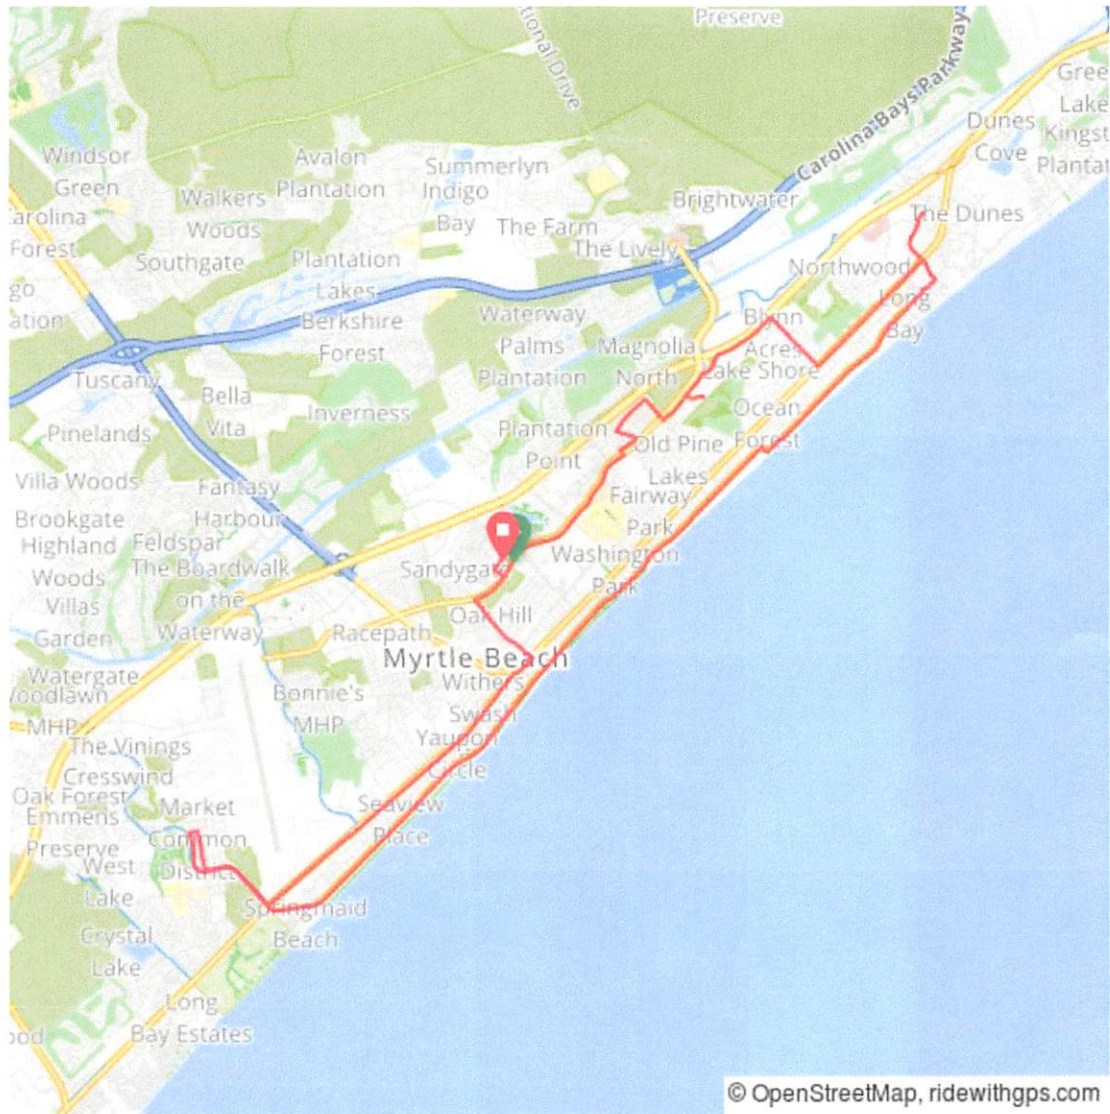 Preserve
tional Drive
Carolina Bays Parkway
Gree
Lake
Kingst
Plantat
Dunes
Cove
Windsor
Green
Avalon
Plantation
Summerlyn
Indigo
Bay
Walkers
Woods
Brightwater
Carolina
Forest
The Farm
The Lively
The Dunes
Southgate
Plantation
Lakes
Northwood
go
ation
Long
Bay
Berkshire
Forest
Waterway
Palms
Plantation
Blynn
Acres
Magnolia
North
Lake Shore
Tuscany
Bella
Vita
Inverness
Ocean
Forest
Pinelands
Plantation
Point
Old Pine
Lakes
Villa Woods
Fantasy
Harbour
Fairway
Park
Brookgate
Highland
Woods
Villas
Garden
Feldspar
The Boardwalk
on the
Waterway
Sandygate
Washington
Park
Oak Hill
Racepath
Myrtle Beach
Watergate
Woodlawn
MHP
Bonnie's
MHP
Withers
Swash
Yaupon
Circle
The Vinings
Cresswind
Oak Forest
Emmens
Preserve
Market
Common
District
Seaview
Place
West
Lake
Springmaid
Beach
Crystal
Lake
Long
Bay Estates
ood
© OpenStreetMap, ridewithgps.com